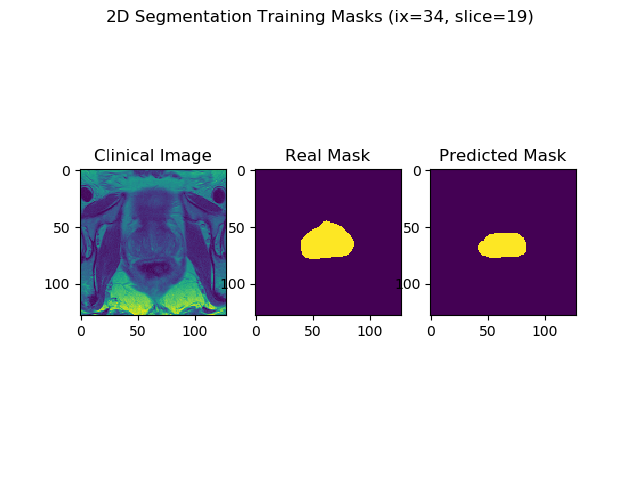 2D Segmentation Training Masks (ix=34, slice=19)
Clinical Image Real Mask Predicted Mask
0 0 0
50 50 50
100 100 100
0 50 100 0 50 100 0 50 100